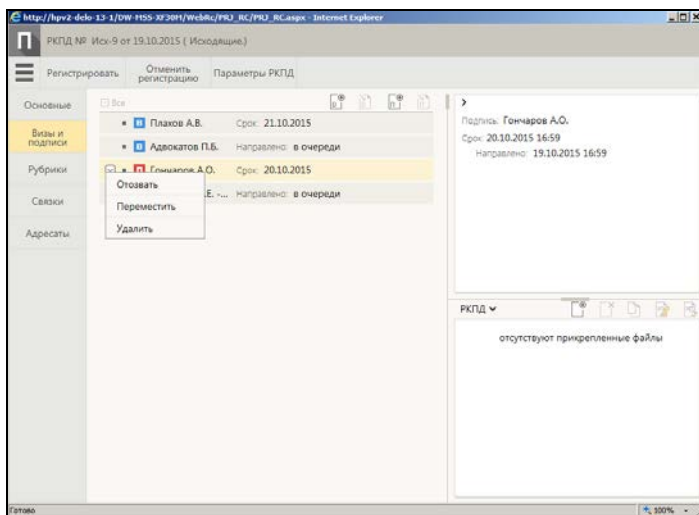 http://hpv2-delo-13-1/DW-M55-XF30M/WebRc/PRJ_RC/PRJ_RC.aspx - Internet Explorer
П РКПД № Исх-9 от 19.10.2015 ( Исходящие.)
Регистрировать Отменить регистрацию Параметры РКПД
Основные
Визы и подписи
Рубрики
Связки
Адресаты
Все
Плахов А.В. Срок: 21.10.2015
Адвокатов П.Б. Направлено: в очереди
Гончаров А.О. Срок: 20.10.2015
.Е. -... Направлено: в очереди
Отозвать
Переместить
Удалить
Подпись: Гончаров А.О.
Срок: 20.10.2015 16:59
Направлено: 19.10.2015 16:59
РКПД
отсутствуют прикрепленные файлы
Готово
100%